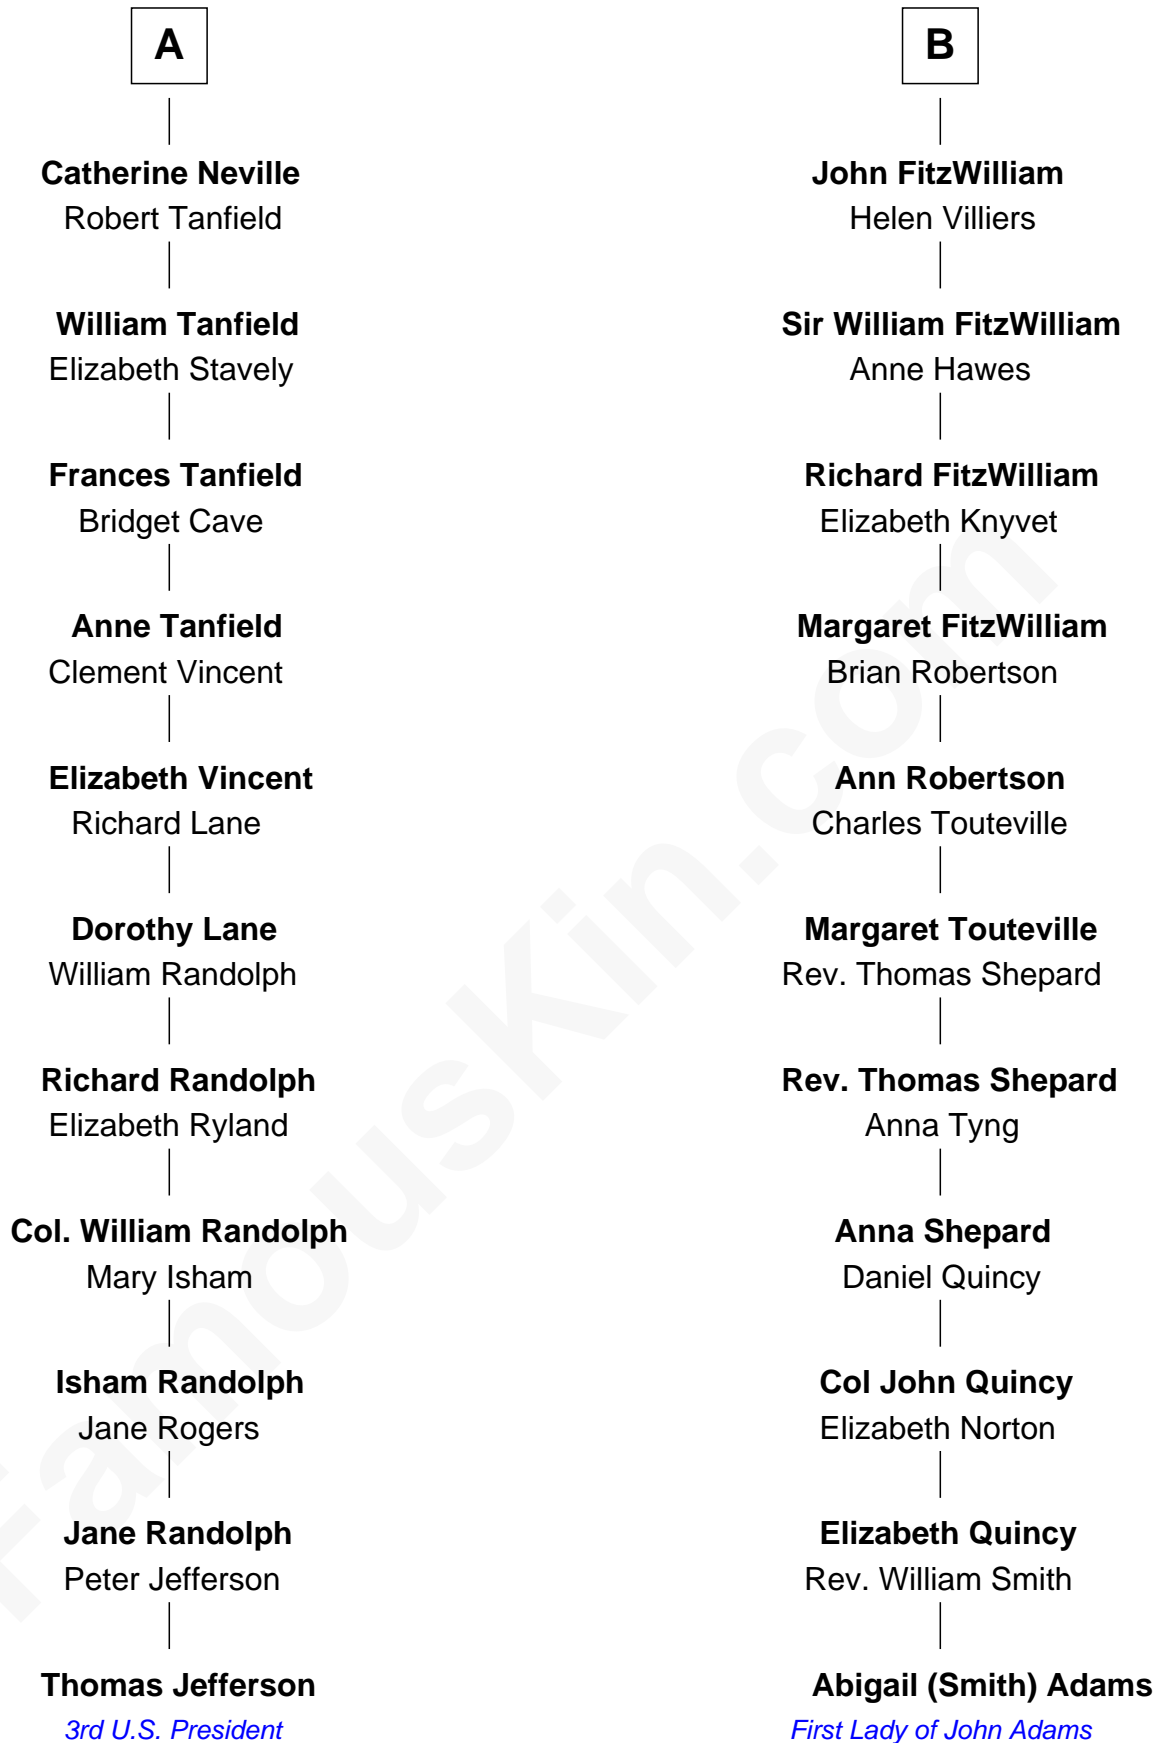 A
Catherine Neville
Robert Tanfield
William Tanfield
Elizabeth Stavely
Frances Tanfield
Bridget Cave
Anne Tanfield
Clement Vincent
Elizabeth Vincent
Richard Lane
Dorothy Lane
William Randolph
Richard Randolph
Elizabeth Ryland
Col. William Randolph
Mary Isham
Isham Randolph
Jane Rogers
Jane Randolph
Peter Jefferson
Thomas Jefferson
3rd U.S. President
B
John FitzWilliam
Helen Villiers
Sir William FitzWilliam
Anne Hawes
Richard FitzWilliam
Elizabeth Knyvet
Margaret FitzWilliam
Brian Robertson
Ann Robertson
Charles Touteville
Margaret Touteville
Rev. Thomas Shepard
Rev. Thomas Shepard
Anna Tyng
Anna Shepard
Daniel Quincy
Col John Quincy
Elizabeth Norton
Elizabeth Quincy
Rev. William Smith
Abigail (Smith) Adams
First Lady of John Adams
FamousKin.com